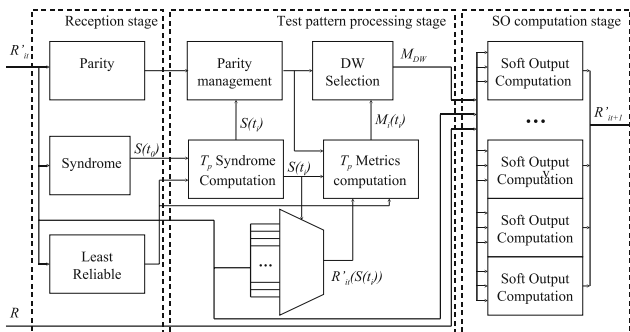 Reception stage
Test pattern processing stage
SO computation stage
R'it
Parity
Parity
management
DW
Selection
MDW
Soft Output
Computation
...
R'it+1
S(ti)
Mi(ti)
Syndrome
S(t0)
Tp Syndrome
Computation
S(ti)
Tp Metrics
computation
Soft Output
Computation
v
Least
Reliable
...
R'it(S(ti))
Soft Output
Computation
Soft Output
Computation
R